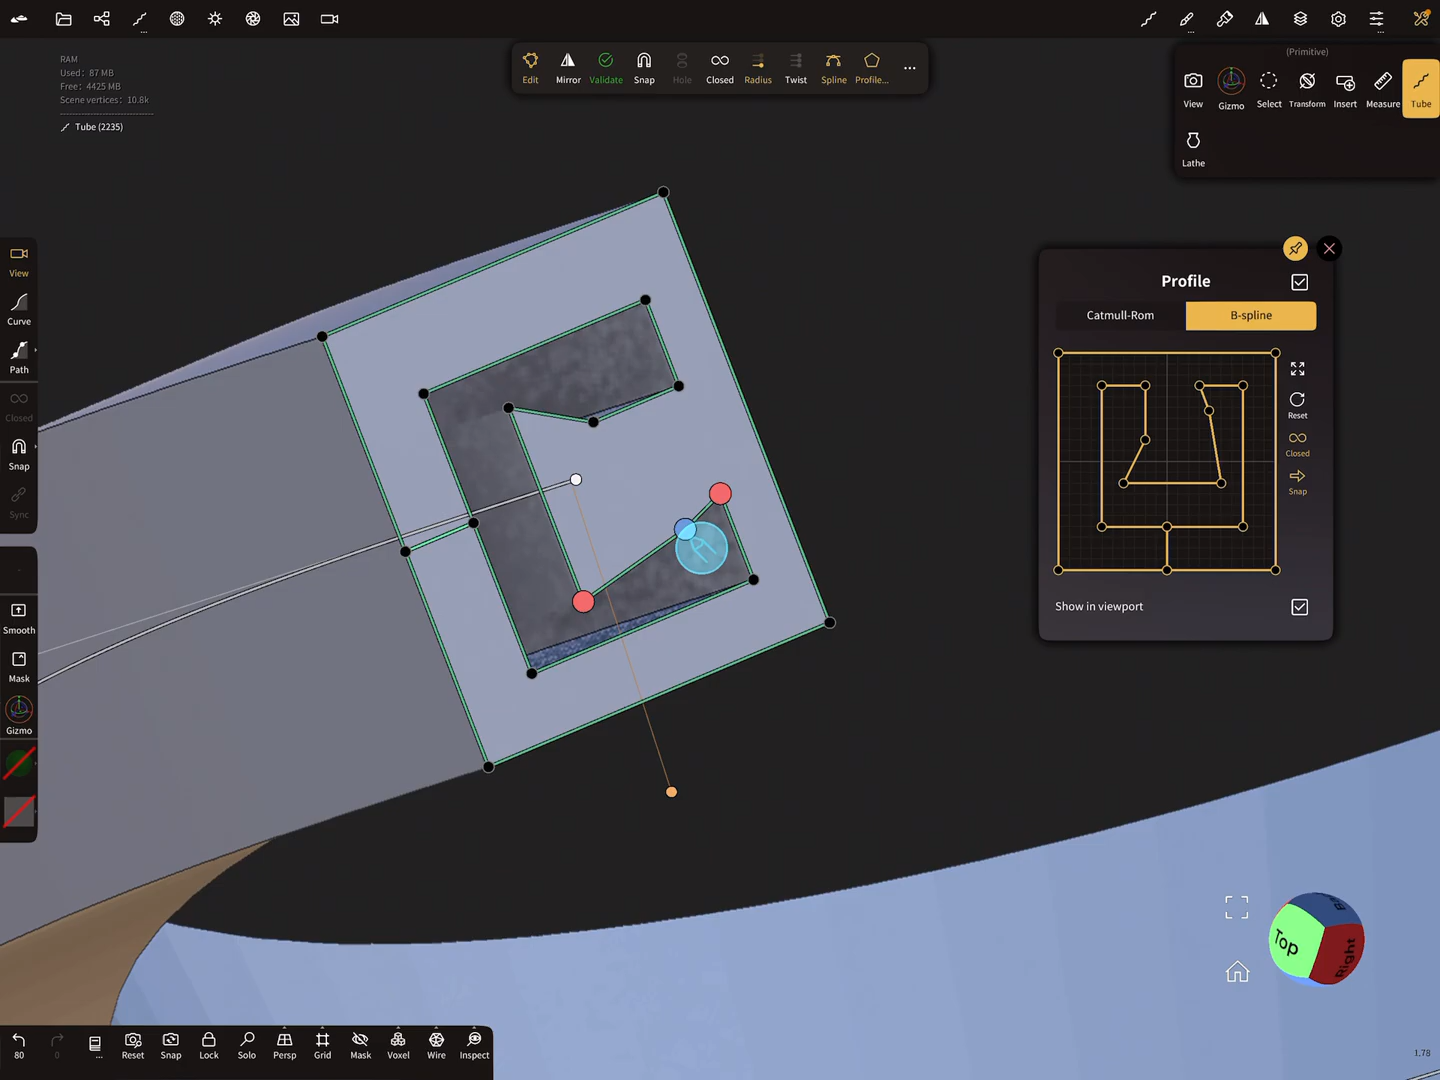 RAM
Used: 87 MB
Free: 4425 MB
Scene vertices: 10.8k
Tube (2235)
Edit
Mirror
Validate
Snap
Hole
Closed
Radius
Twist
Spline
Profile...
...
(Primitive)
View
Gizmo
Select
Transform
Insert
Measure
Tube
Lathe
View
Curve
Path
Closed
Snap
Sync
Smooth
Mask
Gizmo
Profile
Catmull-Rom
B-spline
Reset
Closed
Snap
Show in viewport
Top
Right
80
0
...
Reset
Snap
Lock
Solo
Persp
Grid
Mask
Voxel
Wire
Inspect
1.78